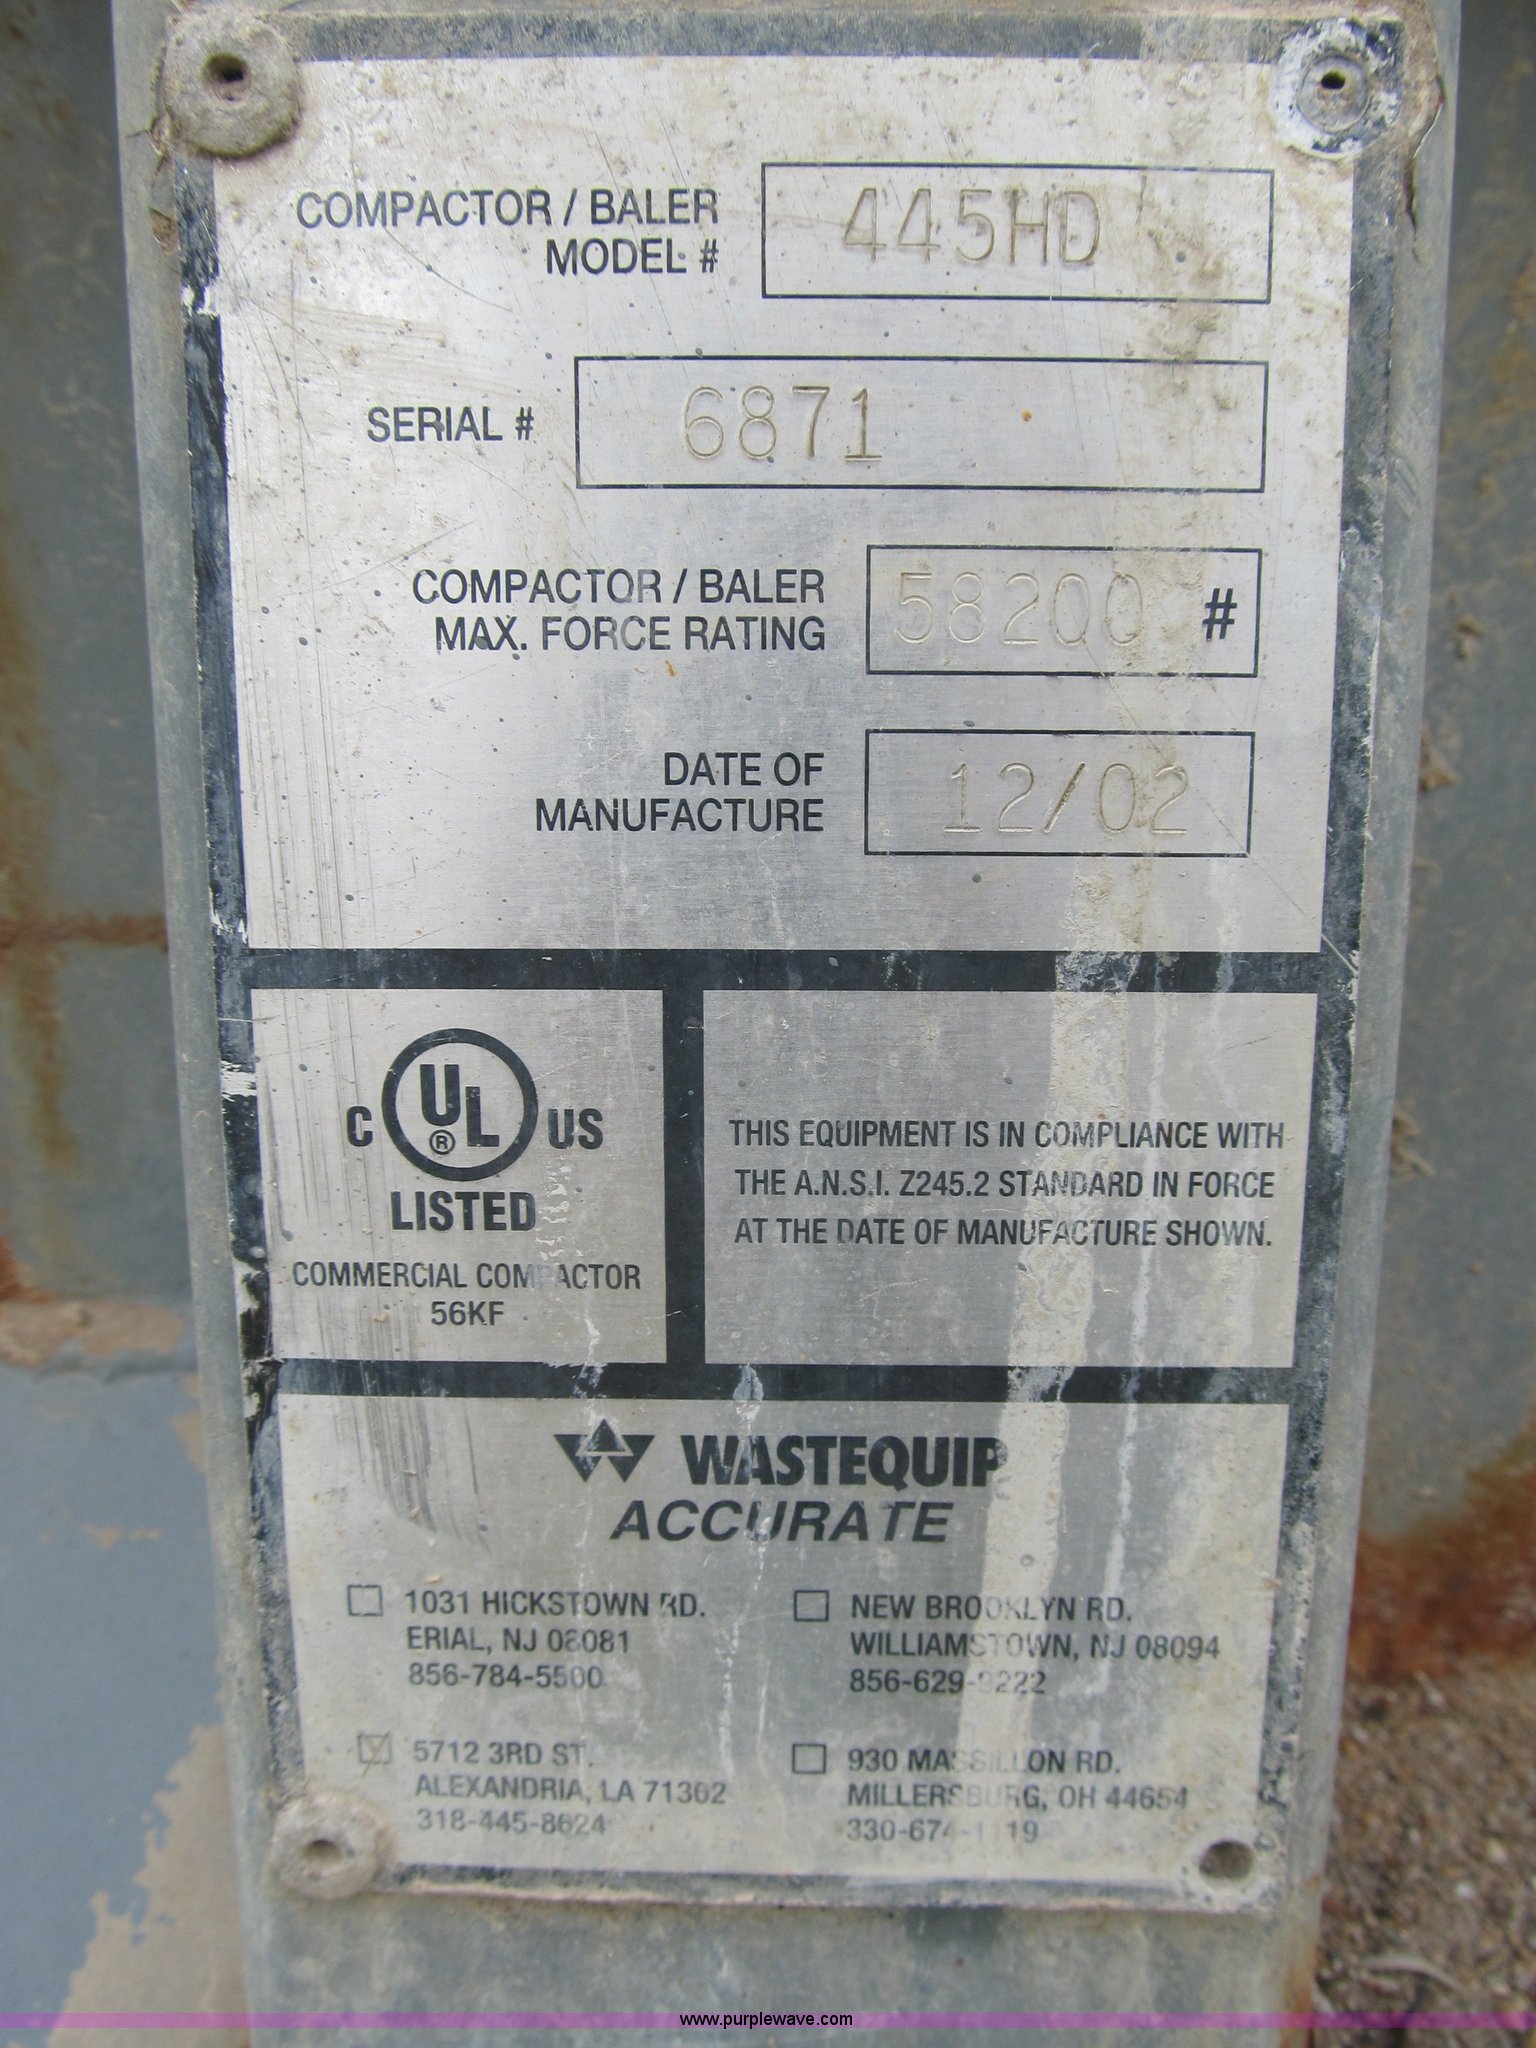 COMPACTOR / BALER
MODEL #
445HD
SERIAL #
6871
COMPACTOR / BALER
MAX. FORCE RATING
58200 #
DATE OF
MANUFACTURE
12/02
C UL® US
LISTED
COMMERCIAL COMPACTOR
56KF
THIS EQUIPMENT IS IN COMPLIANCE WITH
THE A.N.S.I. Z245.2 STANDARD IN FORCE
AT THE DATE OF MANUFACTURE SHOWN.
WASTEQUIP
ACCURATE
1031 HICKSTOWN RD.
ERIAL, NJ 08081
856-784-5500
NEW BROOKLYN RD.
WILLIAMSTOWN, NJ 08094
856-629-9222
5712 3RD ST.
ALEXANDRIA, LA 71302
318-445-8624
930 MASSILLON RD.
MILLERSBURG, OH 44654
330-674-1119
www.purplewave.com